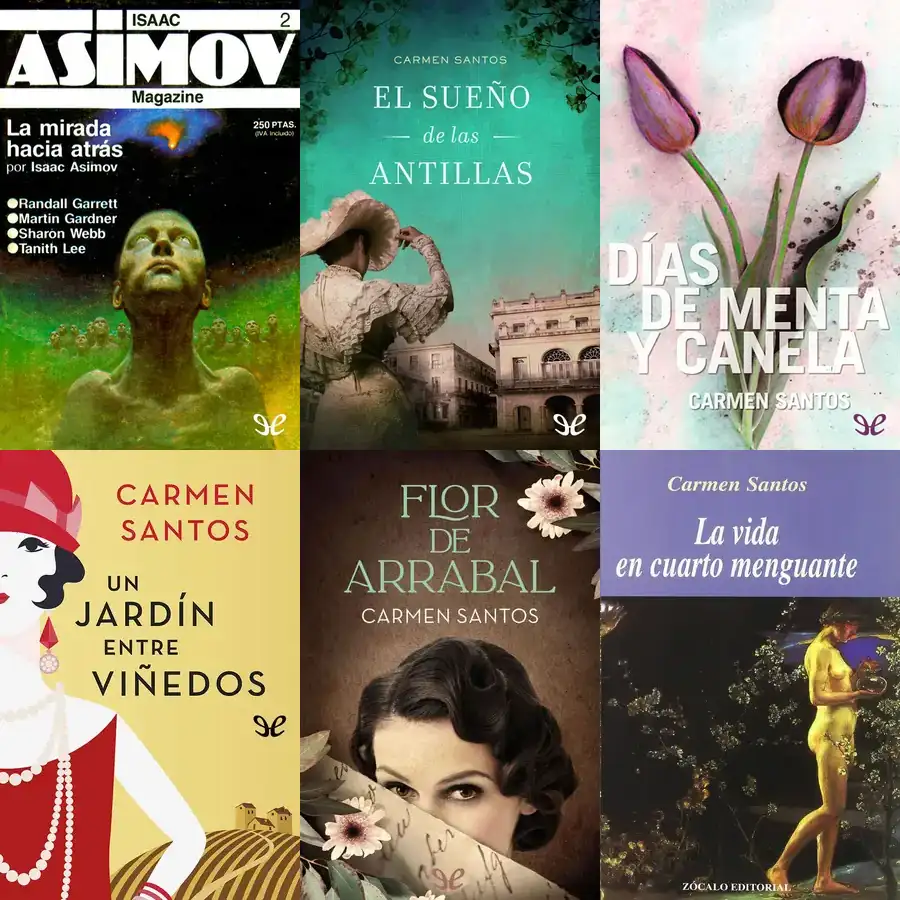 ISAAC 2
ASIMOV
Magazine
La mirada
hacia atrás
por Isaac Asimov
250 PTAS.
(IVA incluido)
●Randall Garrett
●Martin Gardner
●Sharon Webb
●Tanith Lee
CARMEN SANTOS
EL SUEÑO
de las
ANTILLAS
DÍAS
DE MENTA
Y CANELA
CARMEN SANTOS
CARMEN
SANTOS
UN
JARDÍN
ENTRE
VIÑEDOS
FLOR
DE
ARRABAL
CARMEN SANTOS
Carmen Santos
La vida
en cuarto menguante
ZÓCALO EDITORIAL